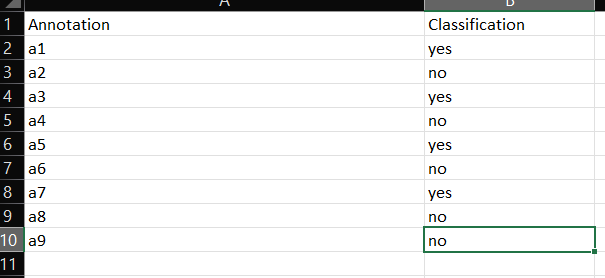 A B
1 Annotation Classification
2 a1 yes
3 a2 no
4 a3 yes
5 a4 no
6 a5 yes
7 a6 no
8 a7 yes
9 a8 no
10 a9 no
11